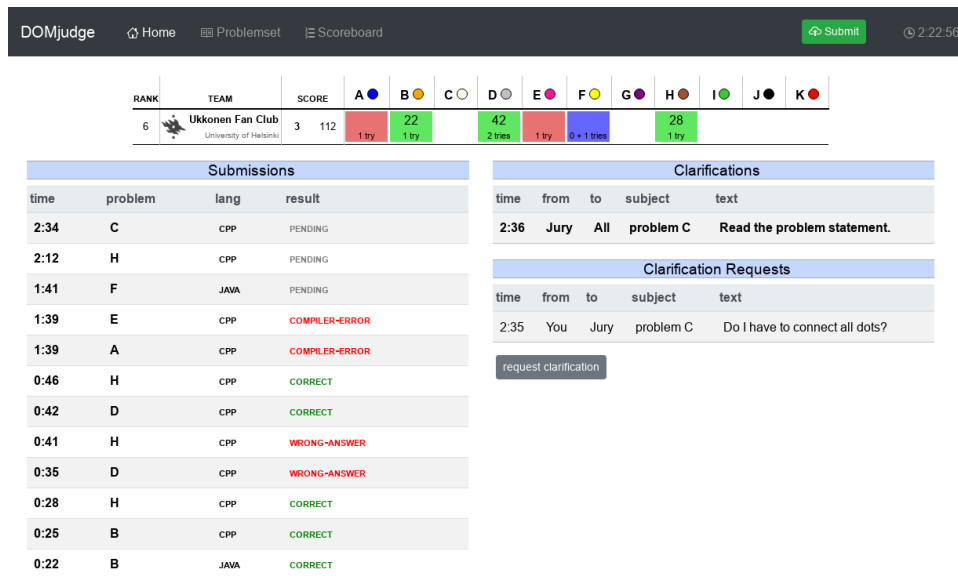 DOMjudge Home Problemset Scoreboard Submit 2:22:56
RANK TEAM SCORE A B C D E F G H I J K
6 Ukkonen Fan Club 3 112 22 42 28
University of Helsinki 1 try 1 try 2 tries 1 try 0 + 1 tries 1 try
Submissions
time problem lang result
2:34 C CPP PENDING
2:12 H CPP PENDING
1:41 F JAVA PENDING
1:39 E CPP COMPILER-ERROR
1:39 A CPP COMPILER-ERROR
0:46 H CPP CORRECT
0:42 D CPP CORRECT
0:41 H CPP WRONG-ANSWER
0:35 D CPP WRONG-ANSWER
0:28 H CPP CORRECT
0:25 B CPP CORRECT
0:22 B JAVA CORRECT
Clarifications
time from to subject text
2:36 Jury All problem C Read the problem statement.
Clarification Requests
time from to subject text
2:35 You Jury problem C Do I have to connect all dots?
request clarification